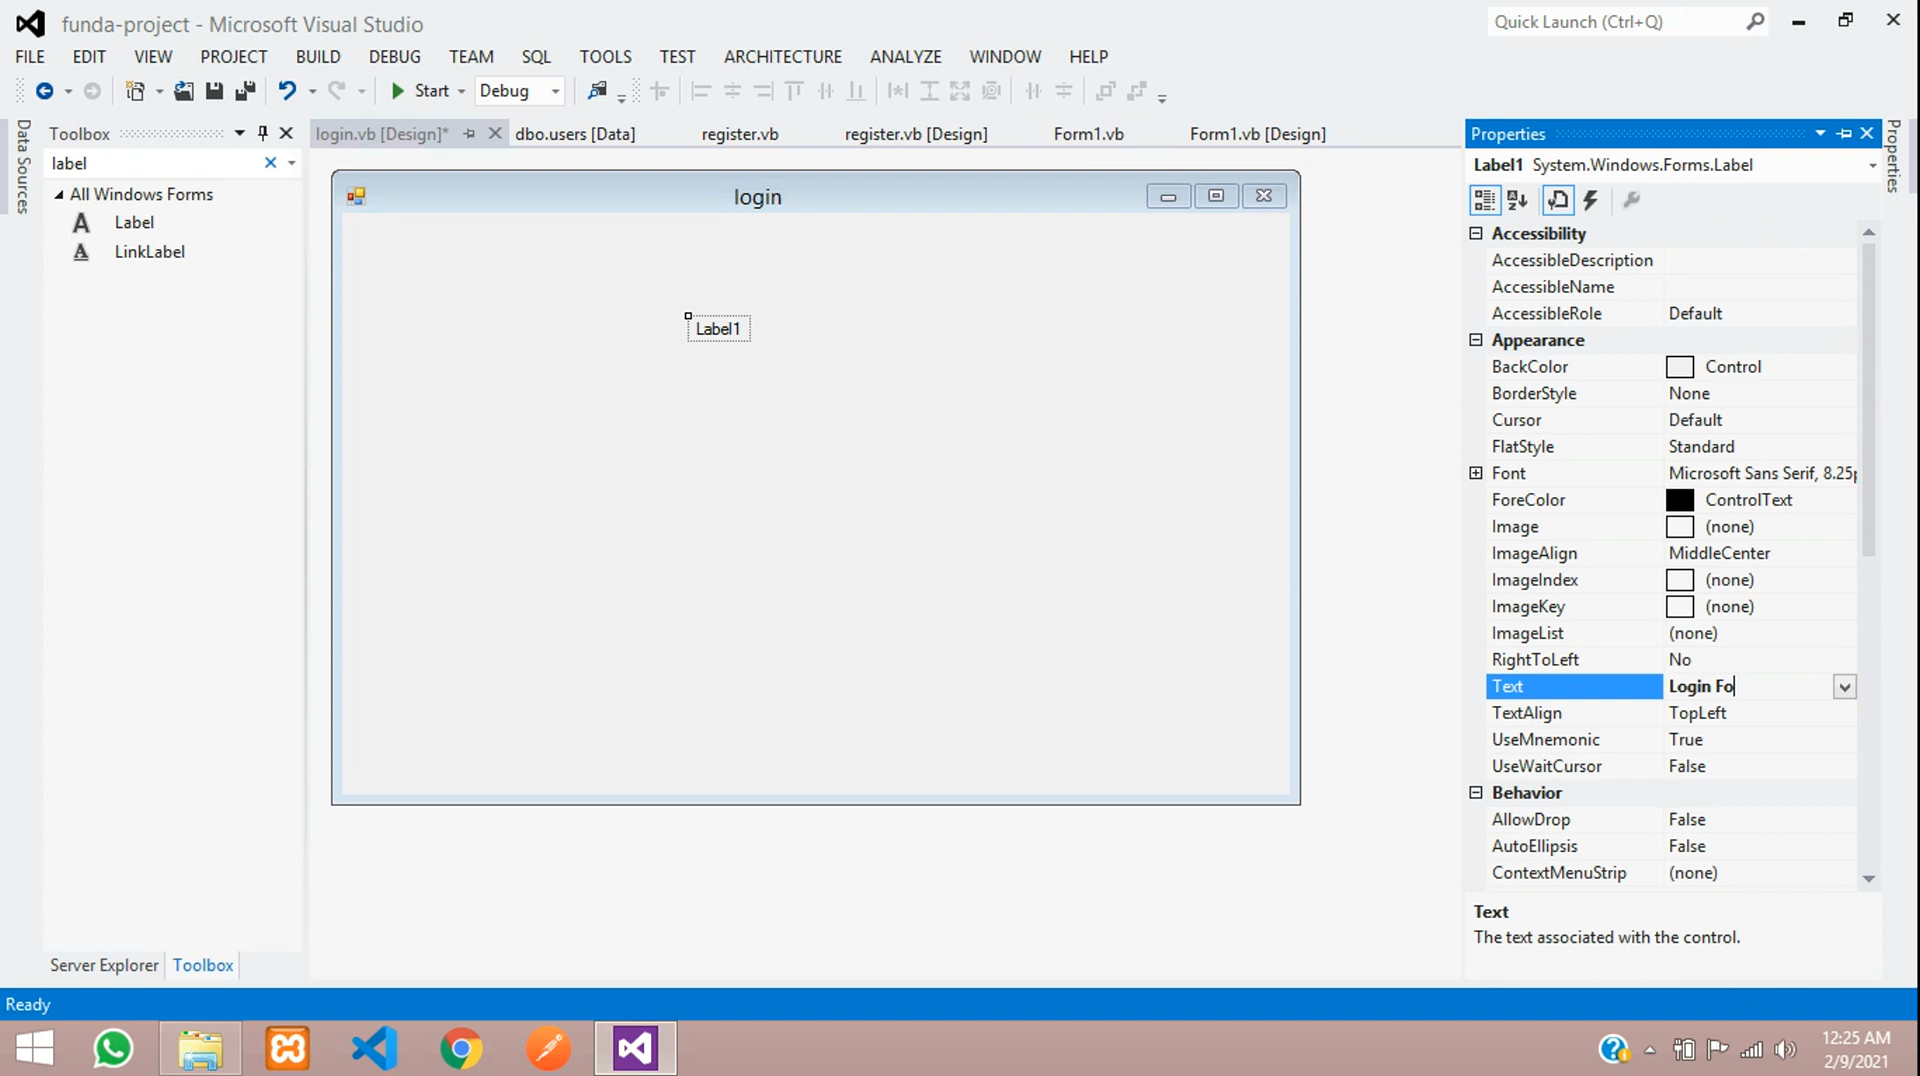 funda-project - Microsoft Visual Studio
Quick Launch (Ctrl+Q)
FILE EDIT VIEW PROJECT BUILD DEBUG TEAM SQL TOOLS TEST ARCHITECTURE ANALYZE WINDOW HELP
Start Debug
Data Sources
Toolbox
label
All Windows Forms
Label
LinkLabel
Server Explorer Toolbox
login.vb [Design]* dbo.users [Data] register.vb register.vb [Design] Form1.vb Form1.vb [Design]
login
Label1
Properties
Label1 System.Windows.Forms.Label
Accessibility
AccessibleDescription
AccessibleName
AccessibleRole Default
Appearance
BackColor Control
BorderStyle None
Cursor Default
FlatStyle Standard
Font Microsoft Sans Serif, 8.25p
ForeColor ControlText
Image (none)
ImageAlign MiddleCenter
ImageIndex (none)
ImageKey (none)
ImageList (none)
RightToLeft No
Text Login Fo
TextAlign TopLeft
UseMnemonic True
UseWaitCursor False
Behavior
AllowDrop False
AutoEllipsis False
ContextMenuStrip (none)
Text
The text associated with the control.
Properties
Ready
12:25 AM
2/9/2021